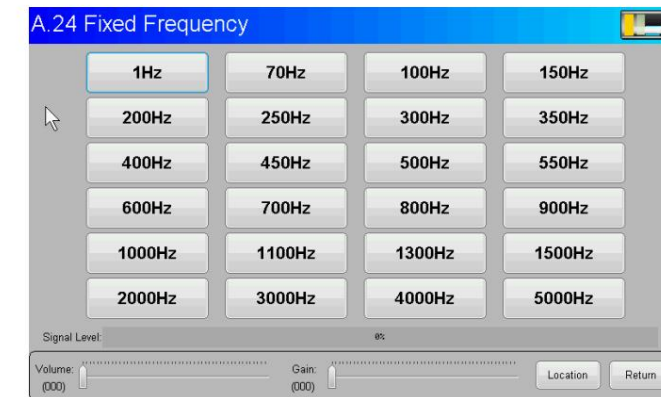 A.24 Fixed Frequency
1Hz 70Hz 100Hz 150Hz
200Hz 250Hz 300Hz 350Hz
400Hz 450Hz 500Hz 550Hz
600Hz 700Hz 800Hz 900Hz
1000Hz 1100Hz 1300Hz 1500Hz
2000Hz 3000Hz 4000Hz 5000Hz
Signal Level: 0%
Volume: Gain: Location Return
(000) (000)